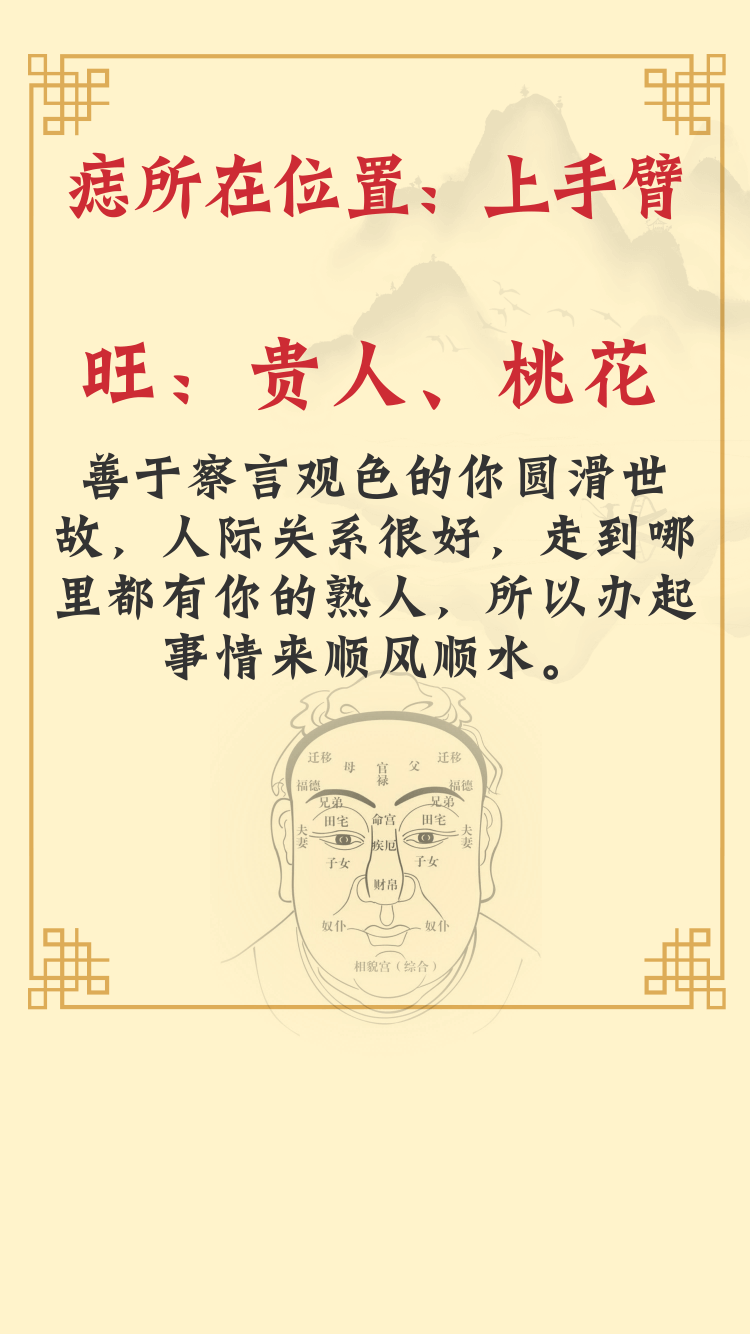 痣所在位置：上手臂
旺：贵人、桃花
善于察言观色的你圆滑世
故，人际关系很好，走到哪
里都有你的熟人，所以办起
事情来顺风顺水。
迁移 母 官禄 父 迁移
福德 福德
兄弟 兄弟
田宅 命宫 田宅
夫妻 疾厄 夫妻
子女 子女
财帛
奴仆 奴仆
相貌宫（综合）